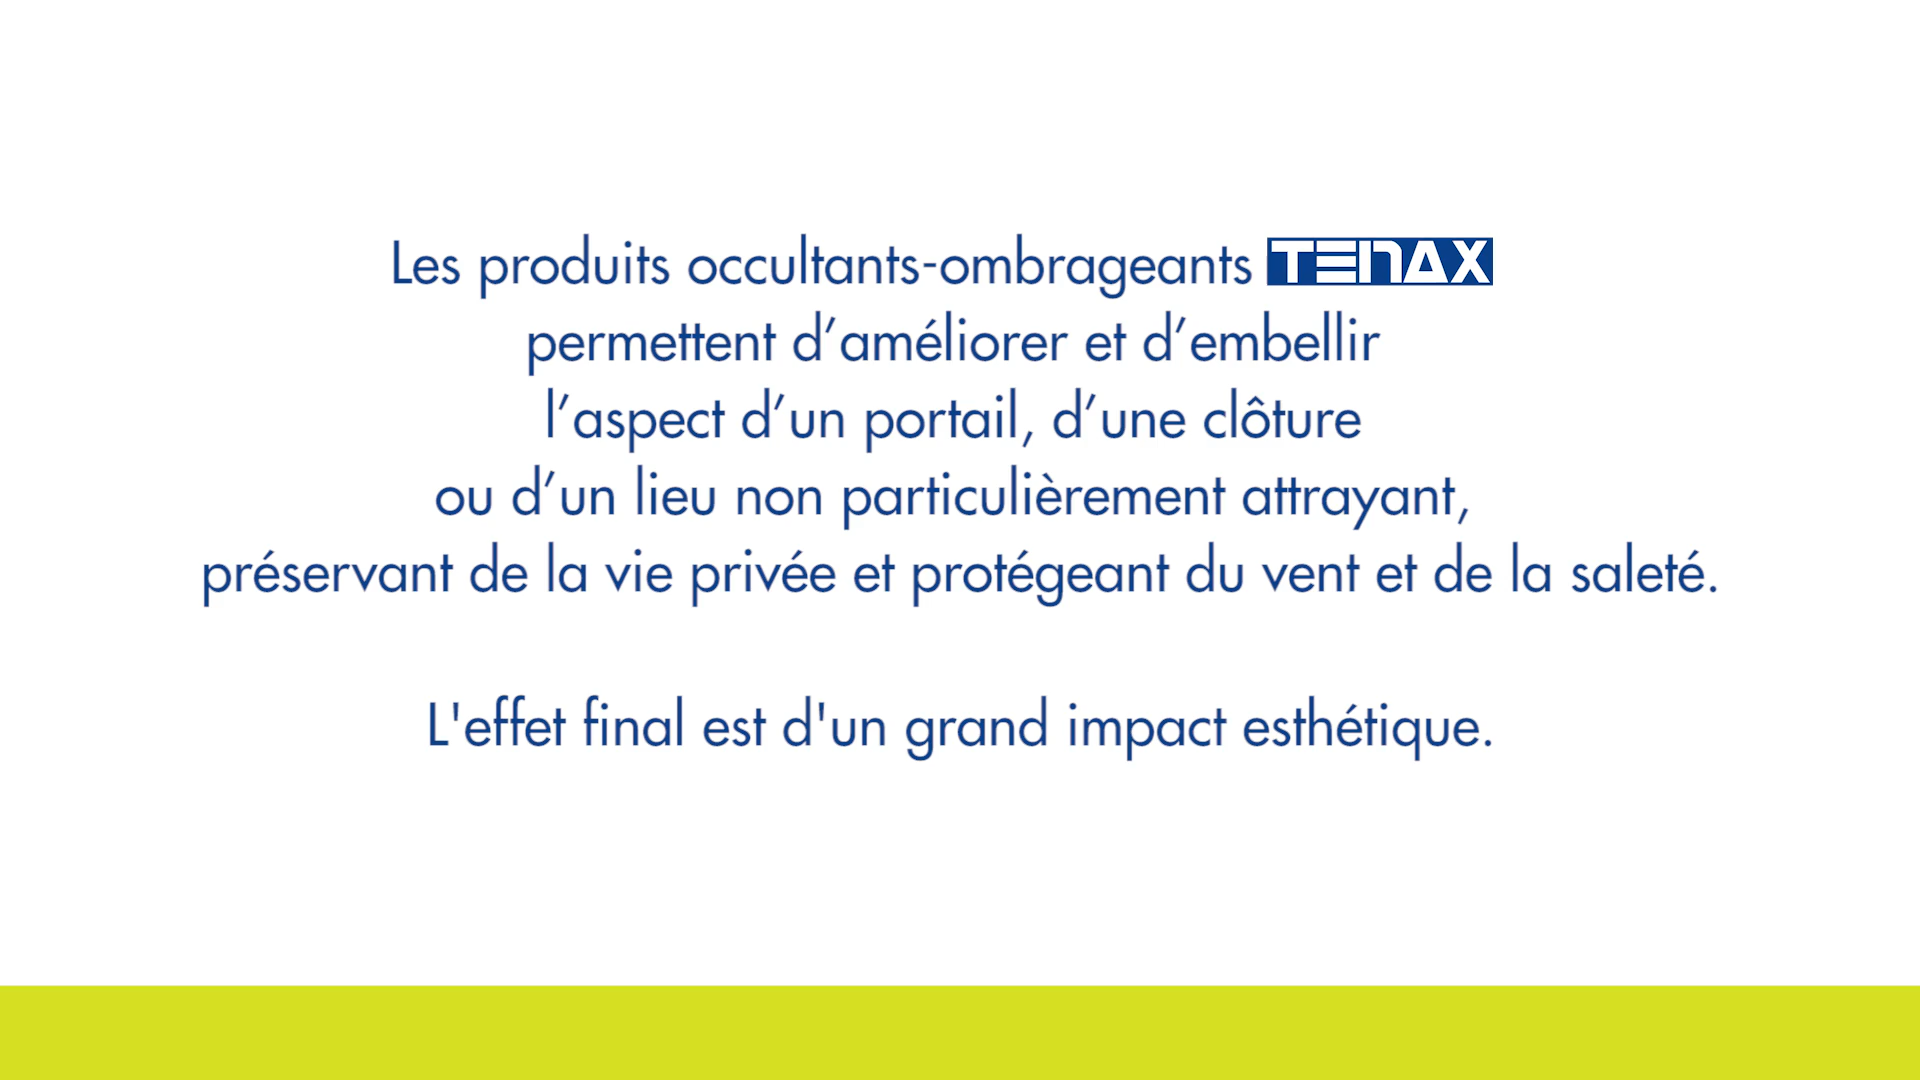 Les produits occultants-ombrageants TENAX
permettent d’améliorer et d’embellir
l’aspect d’un portail, d’une clôture
ou d’un lieu non particulièrement attrayant,
préservant de la vie privée et protégeant du vent et de la saleté.
L'effet final est d'un grand impact esthétique.